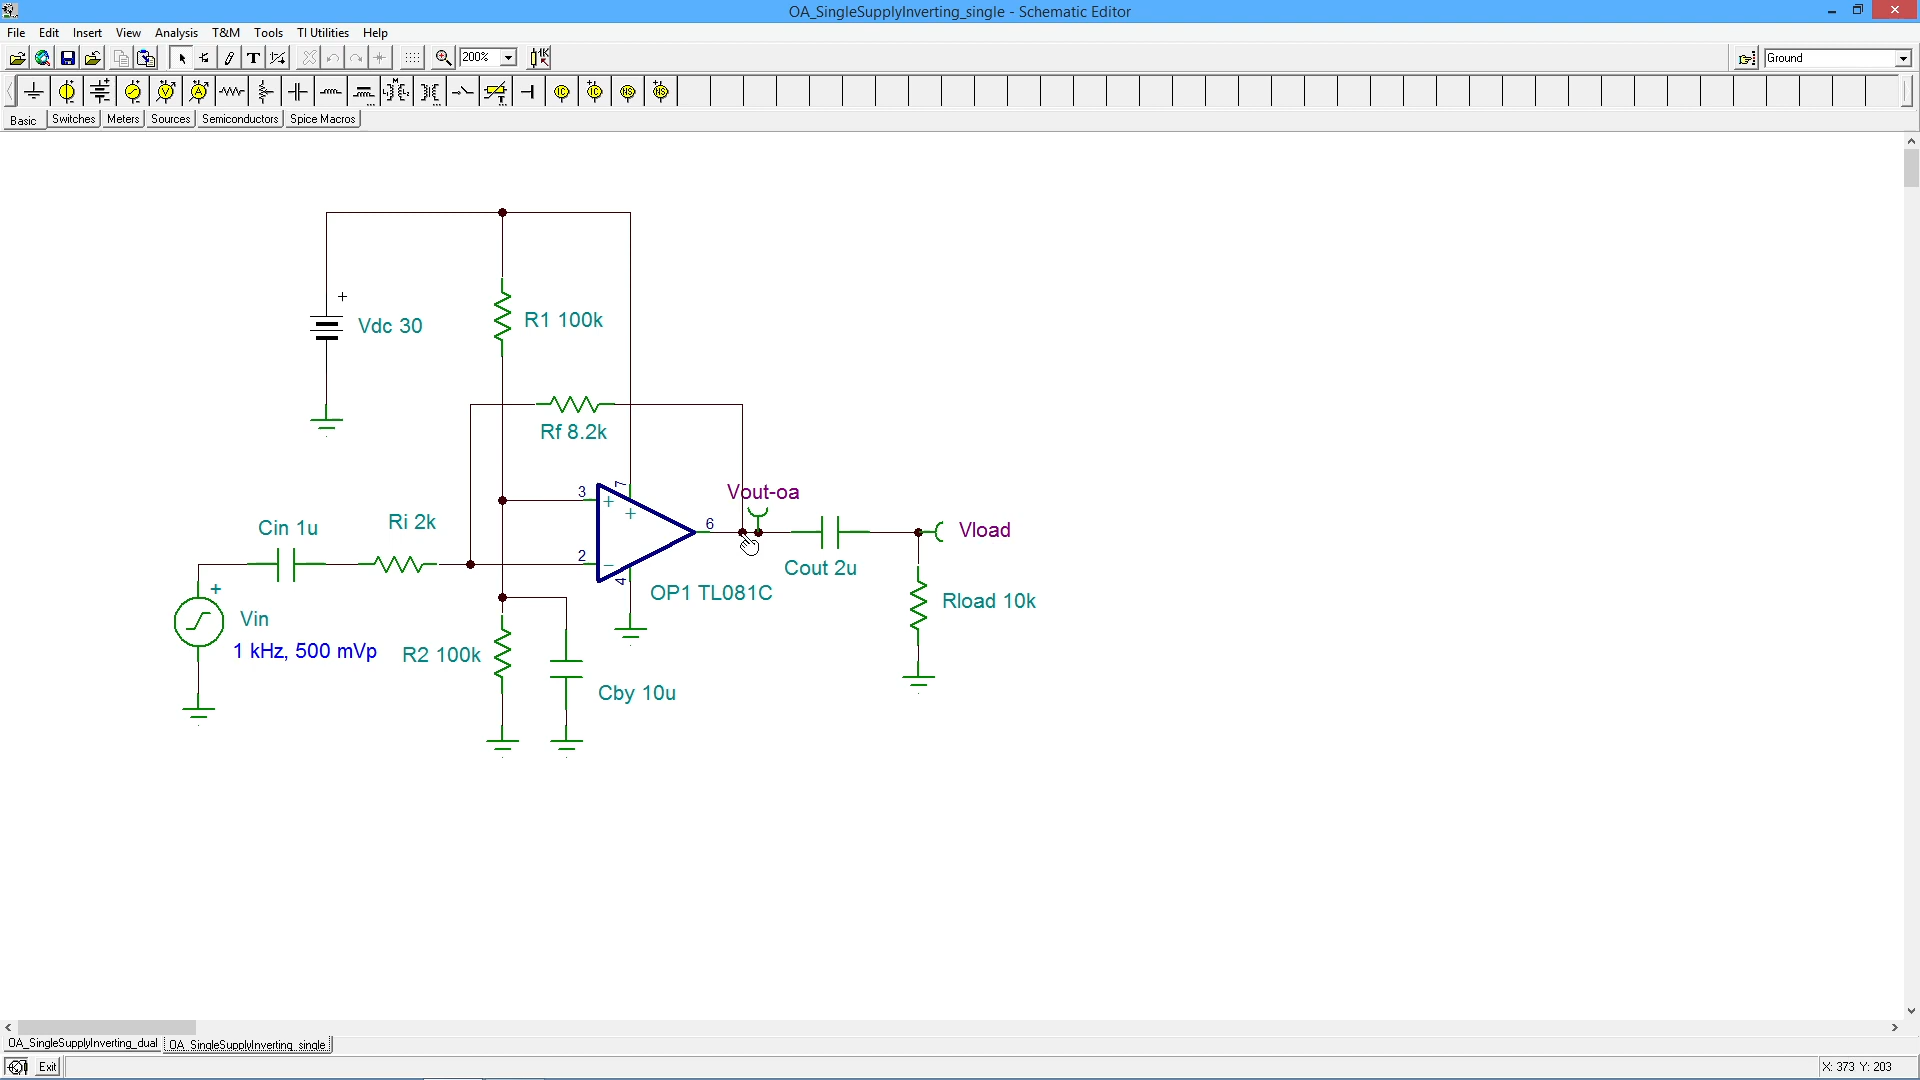 OA_SingleSupplyInverting_single - Schematic Editor
File Edit Insert View Analysis T&M Tools TI Utilities Help
200% 1K Ground
Basic Switches Meters Sources Semiconductors Spice Macros
+
Vdc 30
R1 100k
Rf 8.2k
3 + 7
+
Vout-oa
6
Vload
Cin 1u
Ri 2k
2 - 4
Cout 2u
OP1 TL081C
Rload 10k
+
Vin
1 kHz, 500 mVp
R2 100k
Cby 10u
OA_SingleSupplyInverting_dual OA_SingleSupplyInverting_single
Exit X: 373 Y: 203